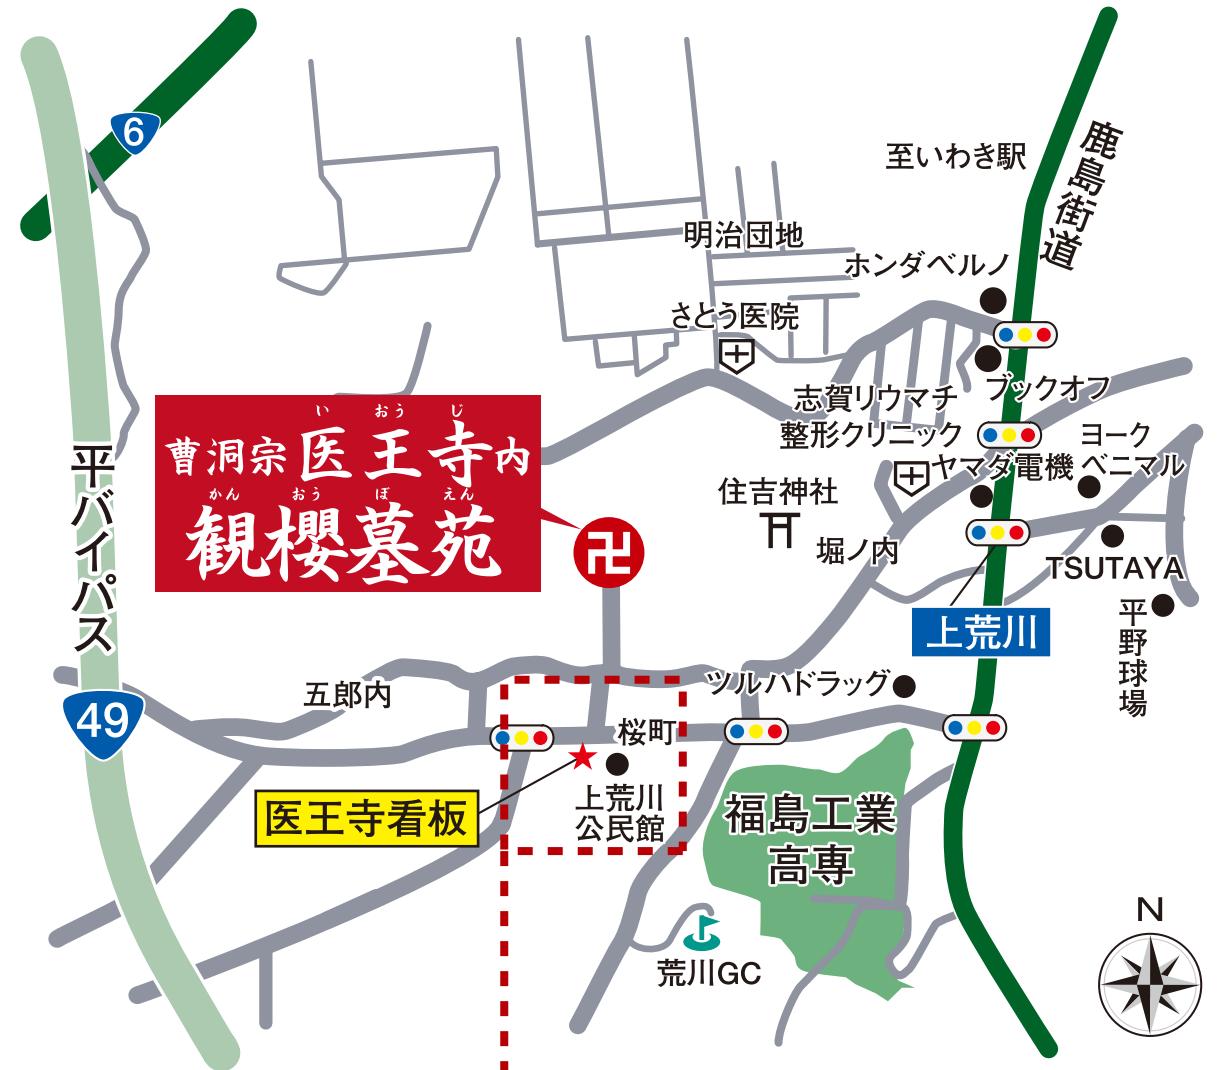 6
至いわき駅
鹿島街道
明治団地
ホンダベルノ
さとう医院
ブックオフ
志賀リウマチ
整形クリニック
ヨーク
ベニマル
ヤマダ電機
い おう じ
曹洞宗 医王寺内
かん おう ぼ えん
観櫻墓苑
平バイパス
住吉神社
堀ノ内
TSUTAYA
平野球場
上荒川
卍
五郎内
ツルハドラッグ
49
桜町
医王寺看板
上荒川
公民館
福島工業
高専
荒川GC
N